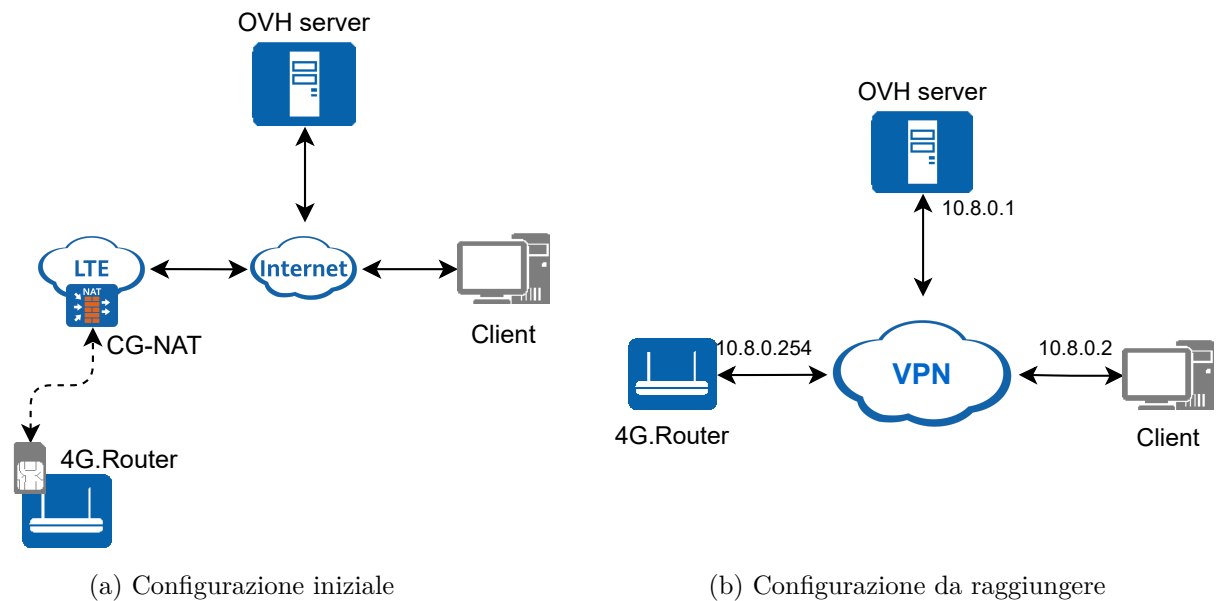 OVH server
LTE
Internet
NAT
CG-NAT
Client
4G.Router
(a) Configurazione iniziale
OVH server
10.8.0.1
10.8.0.254
VPN
10.8.0.2
4G.Router
Client
(b) Configurazione da raggiungere